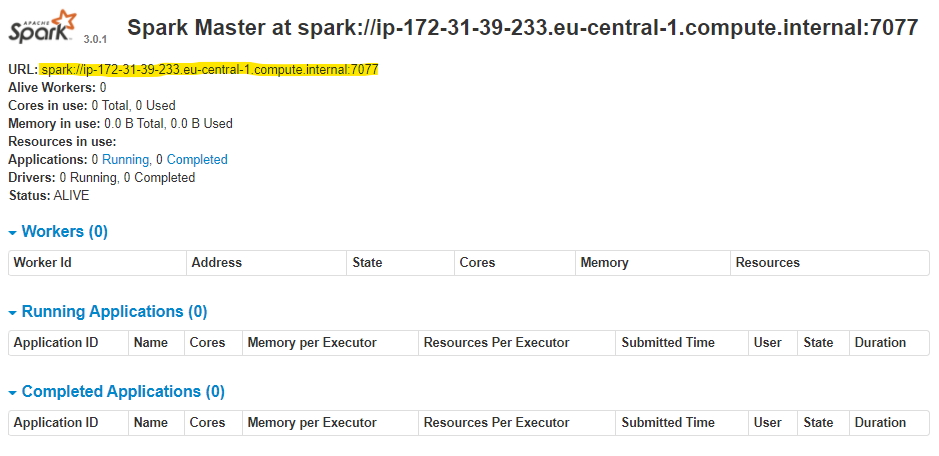 APACHE Spark 3.0.1 Spark Master at spark://ip-172-31-39-233.eu-central-1.compute.internal:7077
URL: spark://ip-172-31-39-233.eu-central-1.compute.internal:7077
Alive Workers: 0
Cores in use: 0 Total, 0 Used
Memory in use: 0.0 B Total, 0.0 B Used
Resources in use:
Applications: 0 Running, 0 Completed
Drivers: 0 Running, 0 Completed
Status: ALIVE
Workers (0)
Worker Id Address State Cores Memory Resources
Running Applications (0)
Application ID Name Cores Memory per Executor Resources Per Executor Submitted Time User State Duration
Completed Applications (0)
Application ID Name Cores Memory per Executor Resources Per Executor Submitted Time User State Duration